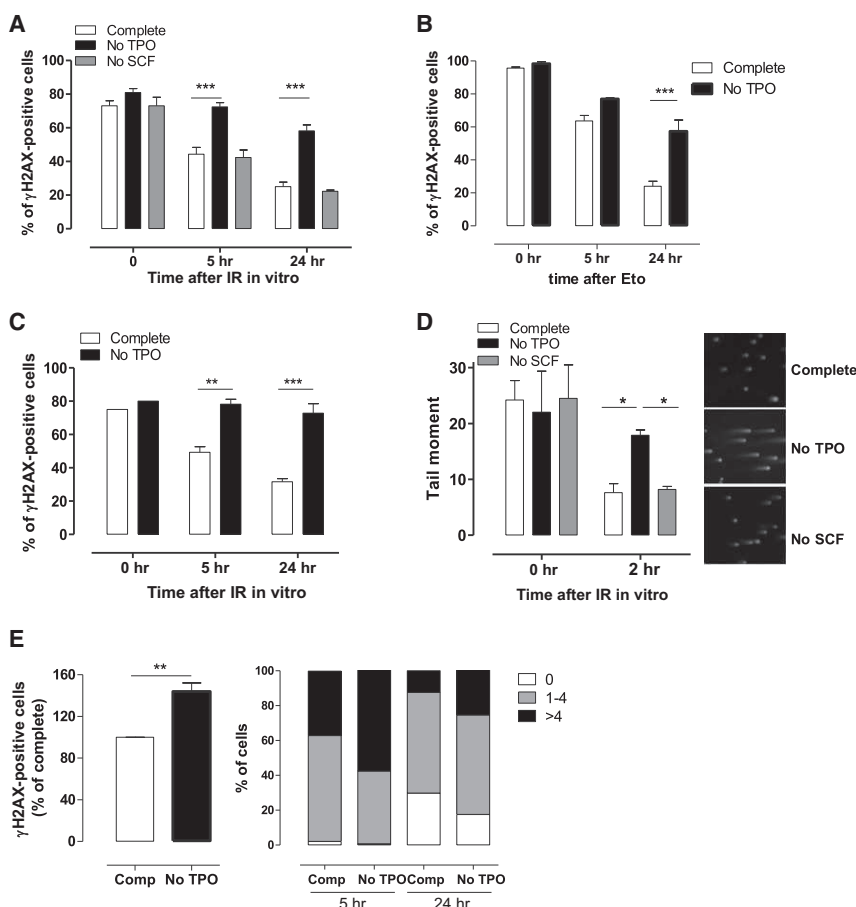 A
Complete
No TPO
No SCF
% of γH2AX-positive cells
100
80
60
40
20
0
***
***
0
5 hr
24 hr
Time after IR in vitro
B
Complete
No TPO
% of γH2AX-positive cells
100
80
60
40
20
0
***
0 hr
5 hr
24 hr
time after Eto
C
Complete
No TPO
% of γH2AX-positive cells
100
80
60
40
20
0
**
***
0 hr
5 hr
24 hr
Time after IR in vitro
D
Complete
No TPO
No SCF
Tail moment
30
20
10
0
*
*
0 hr
2 hr
Time after IR in vitro
Complete
No TPO
No SCF
E
γH2AX-positive cells
(% of complete)
160
120
80
40
0
**
Comp
No TPO
% of cells
100
80
60
40
20
0
0
1-4
>4
Comp
No TPO
Comp
No TPO
5 hr
24 hr